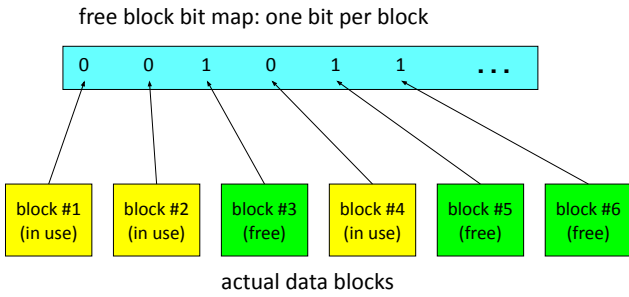 free block bit map: one bit per block
0 0 1 0 1 1 ...
block #1 block #2 block #3 block #4 block #5 block #6
(in use) (in use) (free) (in use) (free) (free)
actual data blocks